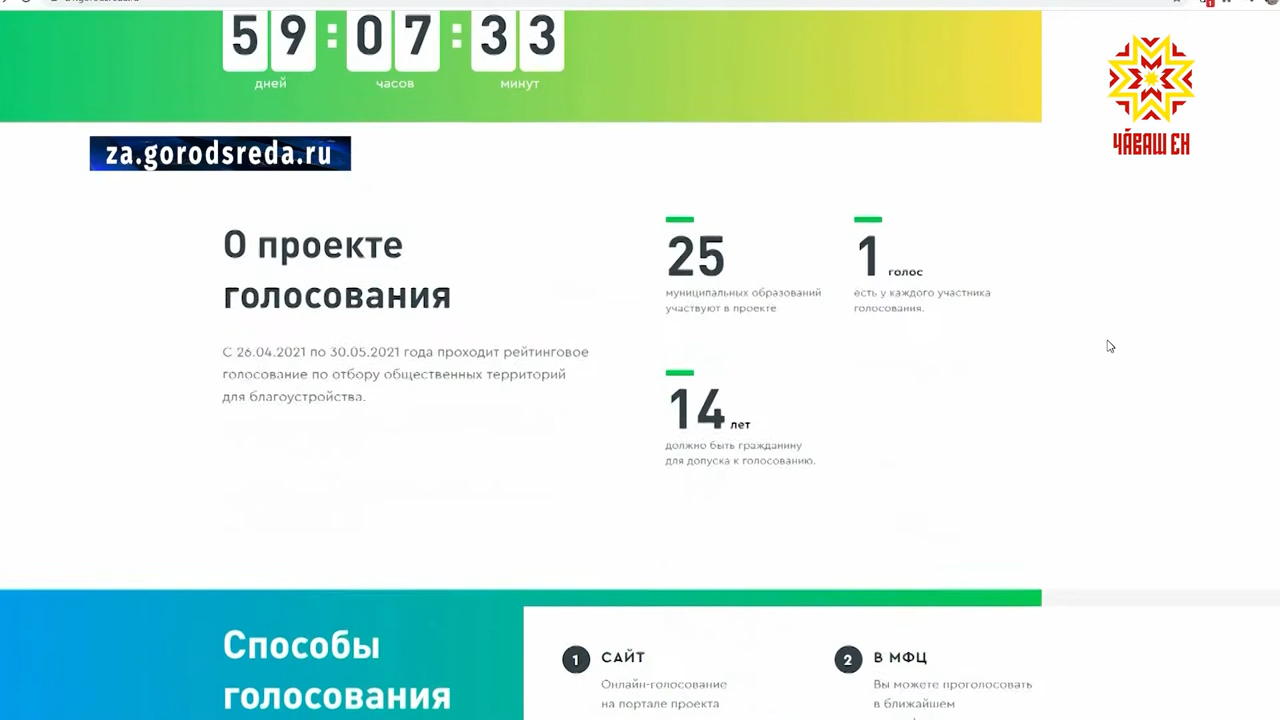 59:07:33
дней часов минут
ЧӐВАШ ЕН
za.gorodsreda.ru
О проекте
голосования
С 26.04.2021 по 30.05.2021 года проходит рейтинговое
голосование по отбору общественных территорий
для благоустройства.
25
муниципальных образований
участвуют в проекте
1 голос
есть у каждого участника
голосования.
14 лет
должно быть гражданину
для допуска к голосованию.
Способы
голосования
1 САЙТ
Онлайн-голосование
на портале проекта
2 В МФЦ
Вы можете проголосовать
в ближайшем